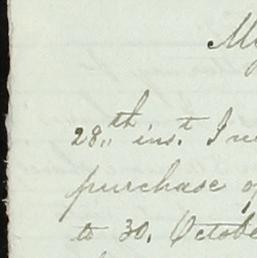 My
28th inst. I
purchase of
to 30. Octobe